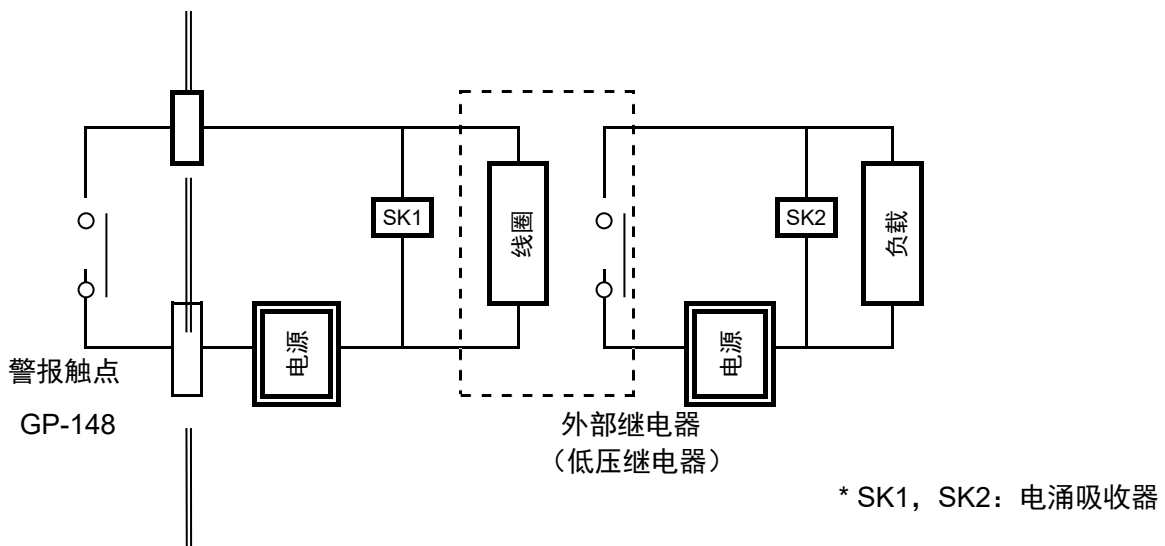 SK1
线圈
SK2
负载
电源
电源
警报触点
GP-148
外部继电器
（低压继电器）
* SK1，SK2：电涌吸收器